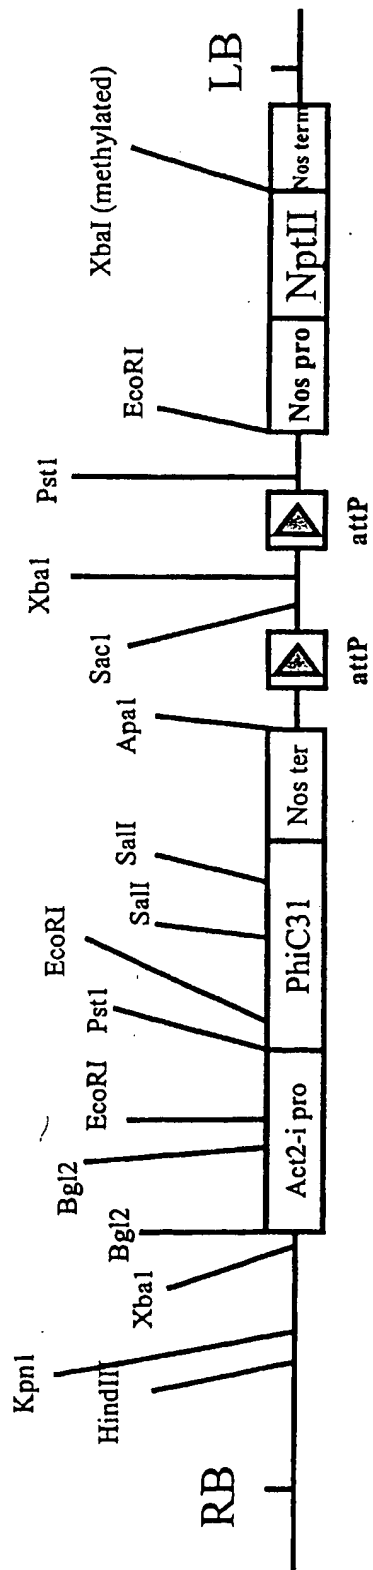 RB
HindIII
Kpn1
Xba1
Bgl2
Bgl2
EcoRI
Pst1
EcoRI
SalI
SalI
Apa1
Sac1
Xba1
Pst1
EcoRI
XbaI (methylated)
LB
Act2-i pro
PhiC31
Nos ter
attP
attP
Nos pro
NptII
Nos term